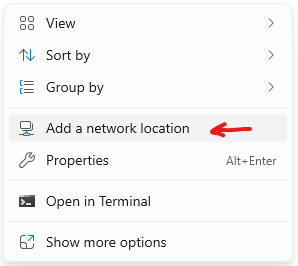 View
Sort by
Group by
Add a network location
Properties Alt+Enter
Open in Terminal
Show more options